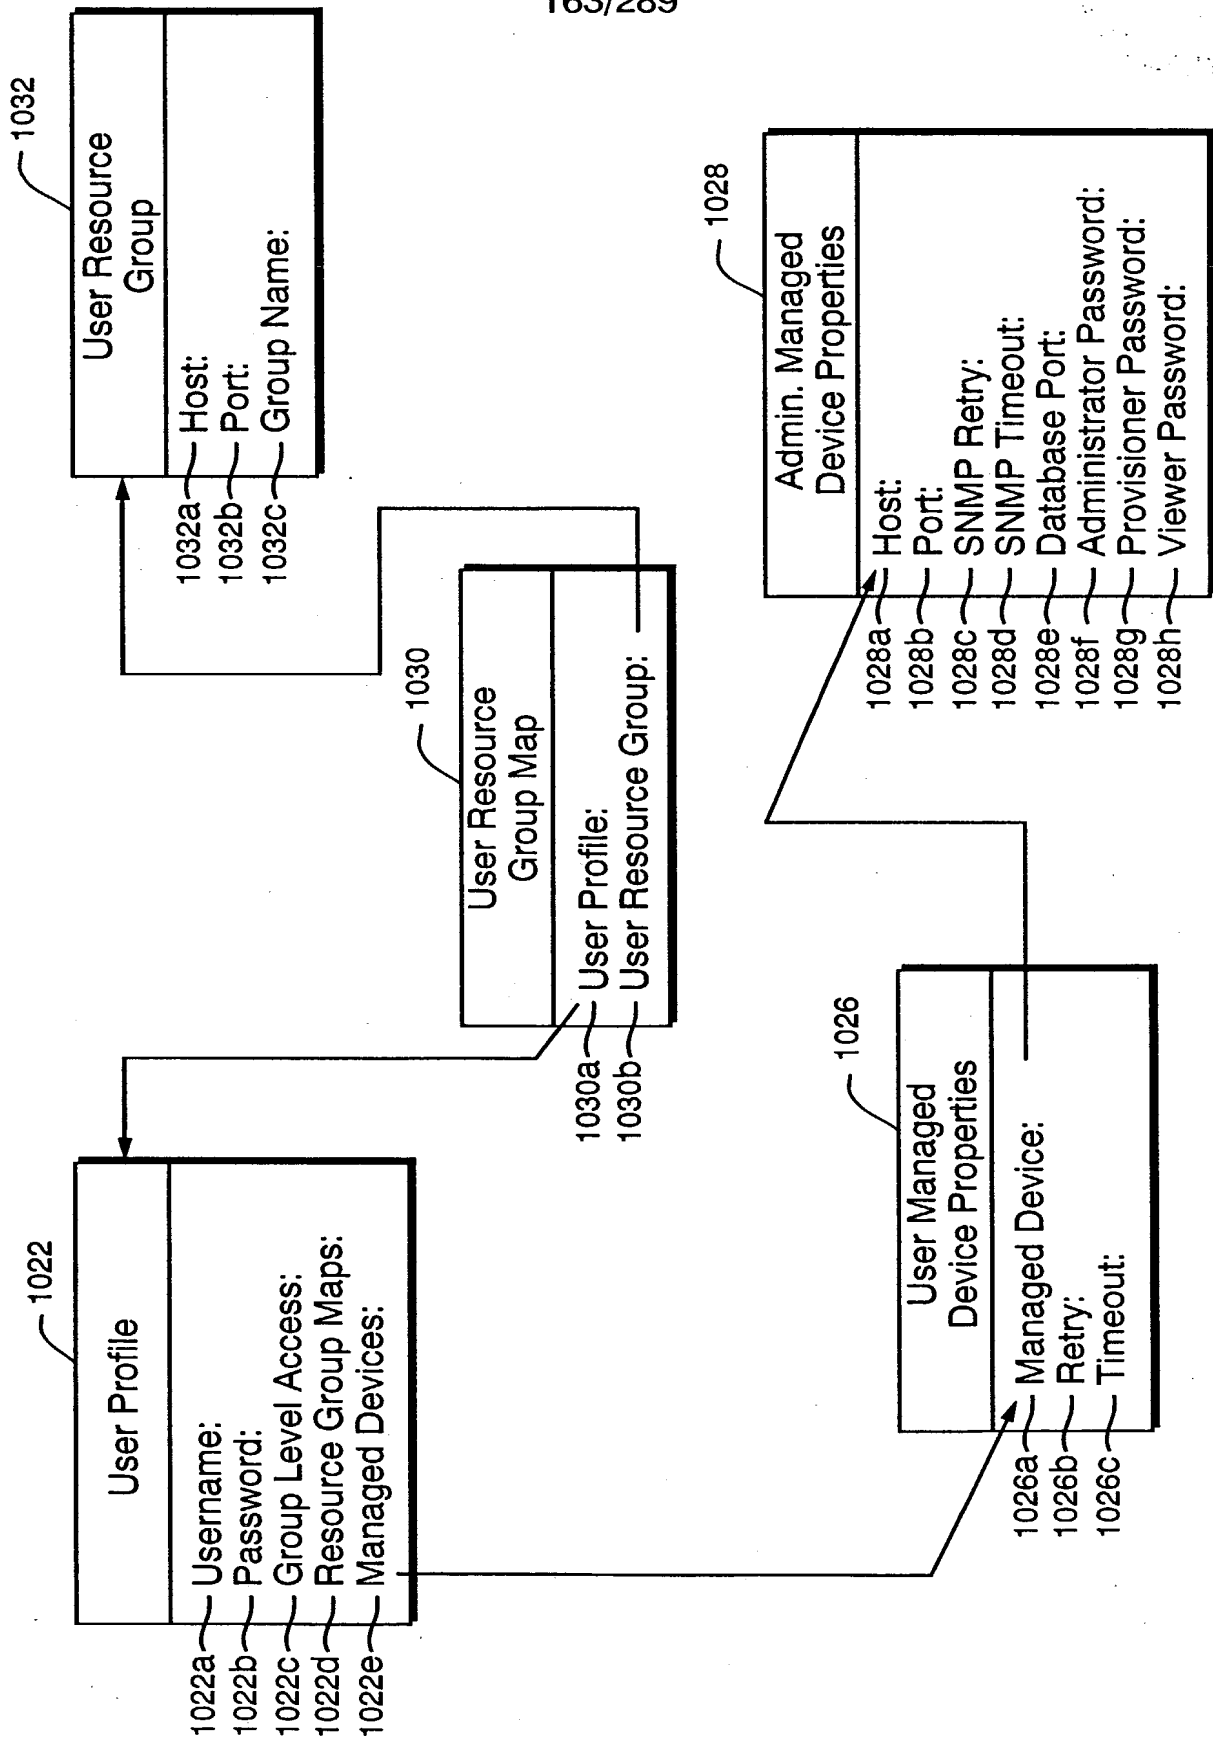 163/289
1022
User Profile
1022a Username:
1022b Password:
1022c Group Level Access:
1022d Resource Group Maps:
1022e Managed Devices:
1030
User Resource
Group Map
1030a User Profile:
1030b User Resource Group:
1032
User Resource
Group
1032a Host:
1032b Port:
1032c Group Name:
1026
User Managed
Device Properties
1026a Managed Device:
1026b Retry:
1026c Timeout:
1028
Admin. Managed
Device Properties
1028a Host:
1028b Port:
1028c SNMP Retry:
1028d SNMP Timeout:
1028e Database Port:
1028f Administrator Password:
1028g Provisioner Password:
1028h Viewer Password: